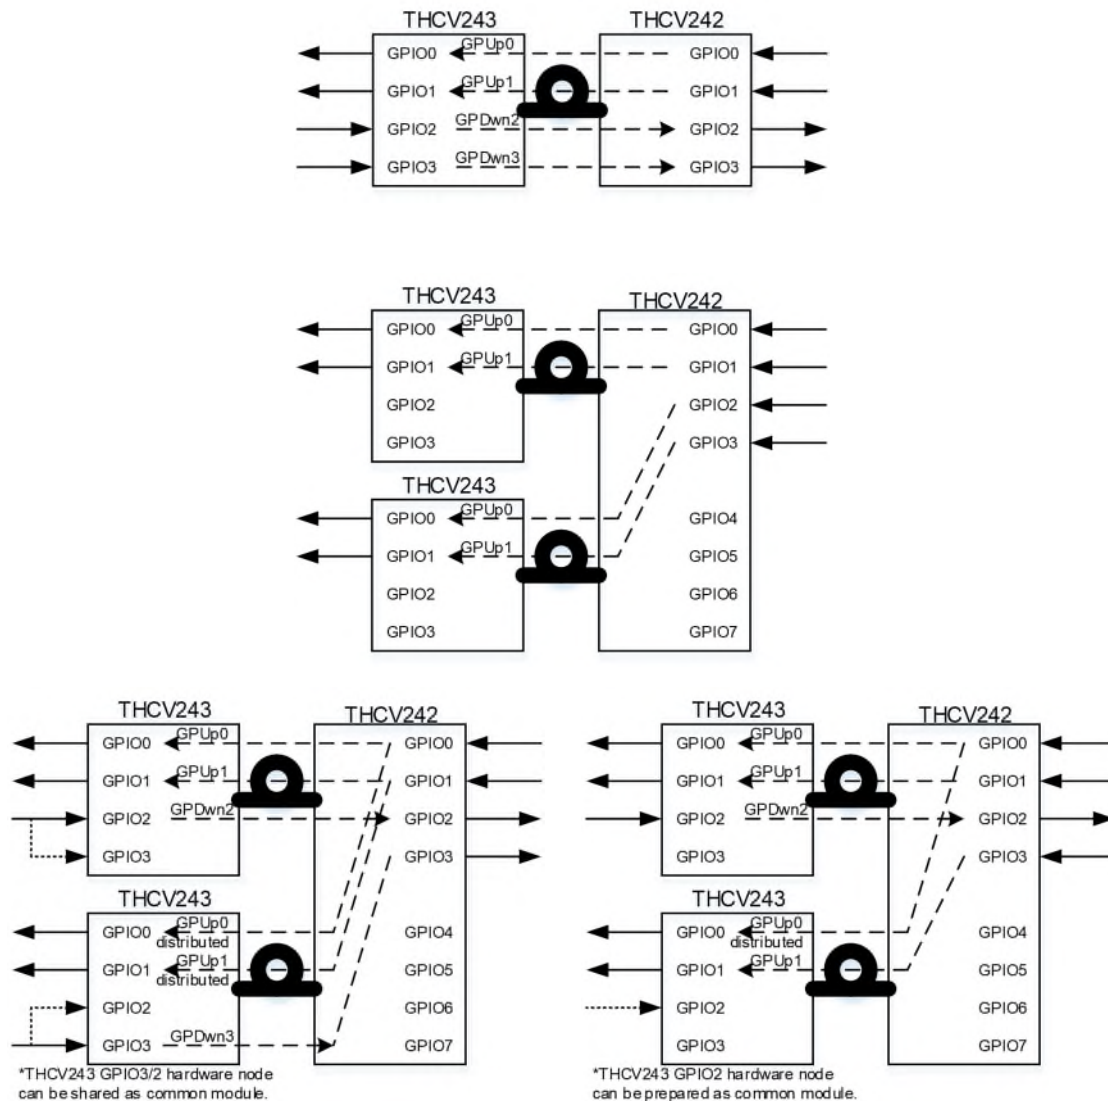 THCV243 THCV242
GPIO0 GPUp0 GPIO0
GPIO1 GPUp1 GPIO1
GPIO2 GPDwn2 GPIO2
GPIO3 GPDwn3 GPIO3
THCV243 THCV242
GPIO0 GPUp0 GPIO0
GPIO1 GPUp1 GPIO1
GPIO2 GPIO2
GPIO3 GPIO3
THCV243
GPIO0 GPUp0 GPIO4
GPIO1 GPUp1 GPIO5
GPIO2 GPIO6
GPIO3 GPIO7
THCV243 THCV242
GPIO0 GPUp0 GPIO0
GPIO1 GPUp1 GPIO1
GPIO2 GPDwn2 GPIO2
GPIO3 GPIO3
THCV243
GPIO0 GPUp0 GPIO4
distributed
GPIO1 GPUp1 GPIO5
distributed
GPIO2 GPIO6
GPIO3 GPDwn3 GPIO7
*THCV243 GPIO3/2 hardware node
can be shared as common module.
THCV243 THCV242
GPIO0 GPUp0 GPIO0
GPIO1 GPUp1 GPIO1
GPIO2 GPDwn2 GPIO2
GPIO3 GPIO3
THCV243
GPIO0 GPUp0 GPIO4
distributed
GPIO1 GPUp1 GPIO5
GPIO2 GPIO6
GPIO3 GPIO7
*THCV243 GPIO2 hardware node
can be prepared as common module.